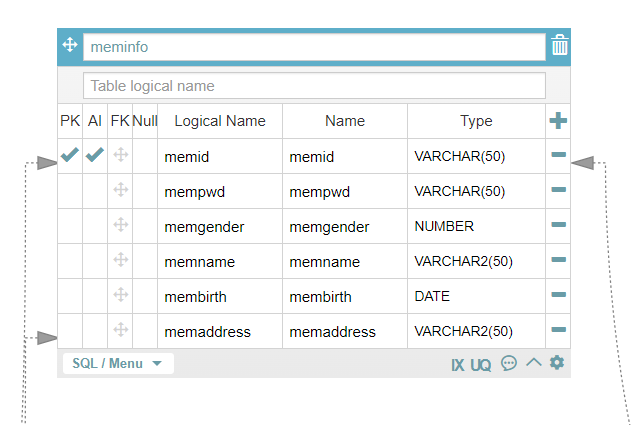 meminfo
Table logical name
PK AI FK Null Logical Name Name Type
memid memid VARCHAR(50)
mempwd mempwd VARCHAR(50)
memgender memgender NUMBER
memname memname VARCHAR2(50)
membirth membirth DATE
memaddress memaddress VARCHAR2(50)
SQL / Menu IX UQ